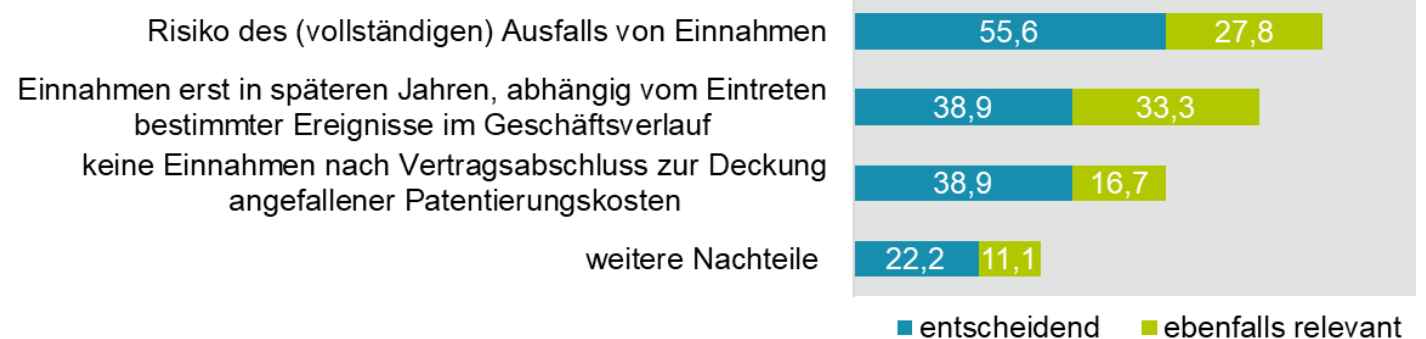 Risiko des (vollständigen) Ausfalls von Einnahmen 55,6 27,8
Einnahmen erst in späteren Jahren, abhängig vom Eintreten
bestimmter Ereignisse im Geschäftsverlauf 38,9 33,3
keine Einnahmen nach Vertragsabschluss zur Deckung
angefallener Patentierungskosten 38,9 16,7
weitere Nachteile 22,2 11,1
entscheidend ebenfalls relevant